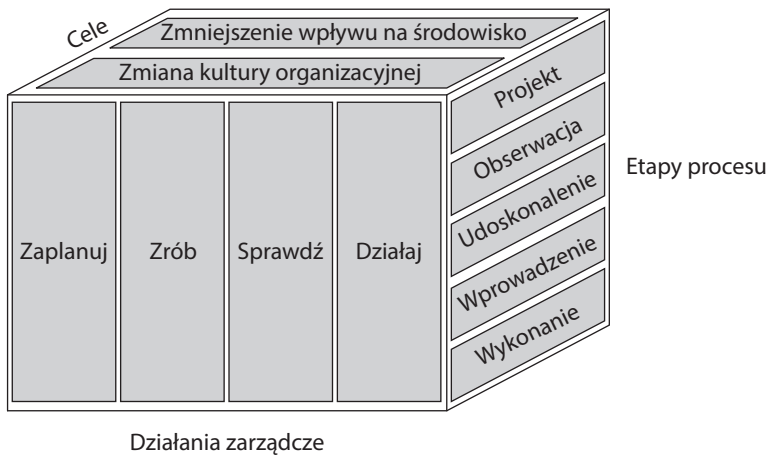 Cele
Zmniejszenie wpływu na środowisko
Zmiana kultury organizacyjnej
Zaplanuj
Zrób
Sprawdź
Działaj
Projekt
Obserwacja
Udoskonalenie
Wprowadzenie
Wykonanie
Etapy procesu
Działania zarządcze